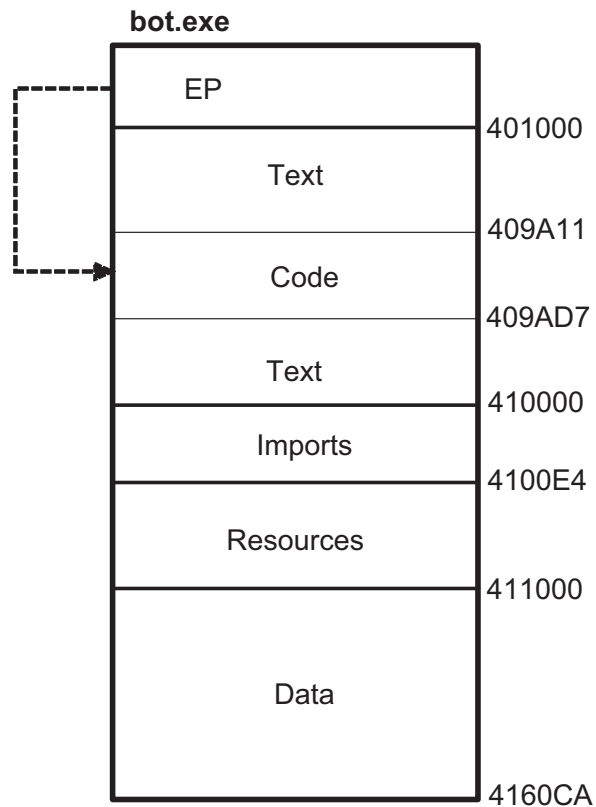 bot.exe
EP
401000
Text
409A11
Code
409AD7
Text
410000
Imports
4100E4
Resources
411000
Data
4160CA